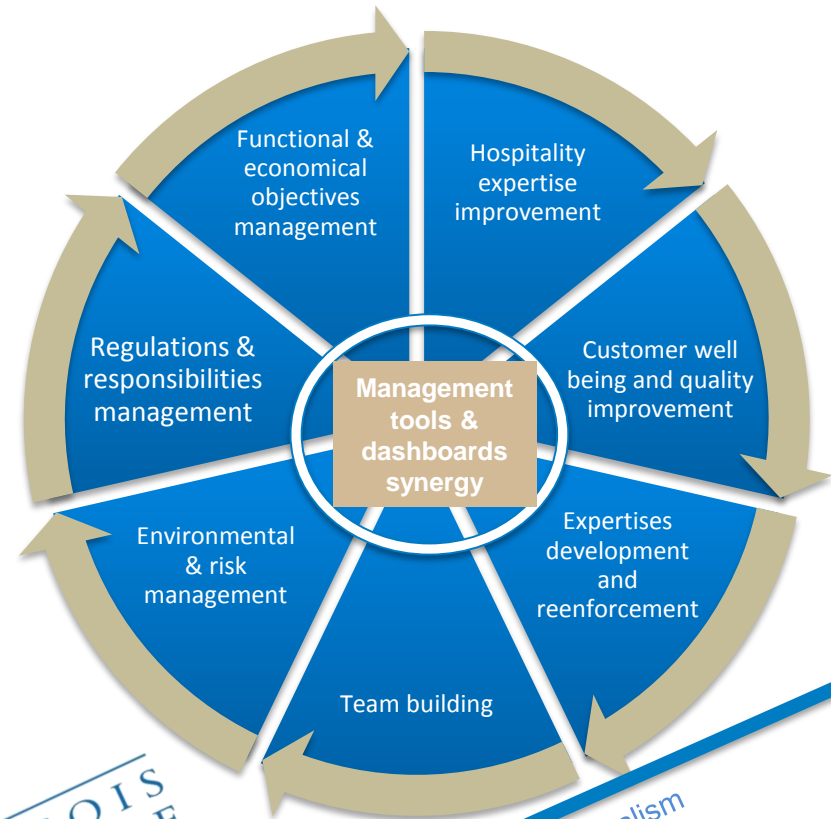 Functional &
economical
objectives
management
Hospitality
expertise
improvement
Regulations &
responsibilities
management
Customer well
being and quality
improvement
Management
tools &
dashboards
synergy
Environmental
& risk
management
Expertises
development
and
reenforcement
Team building